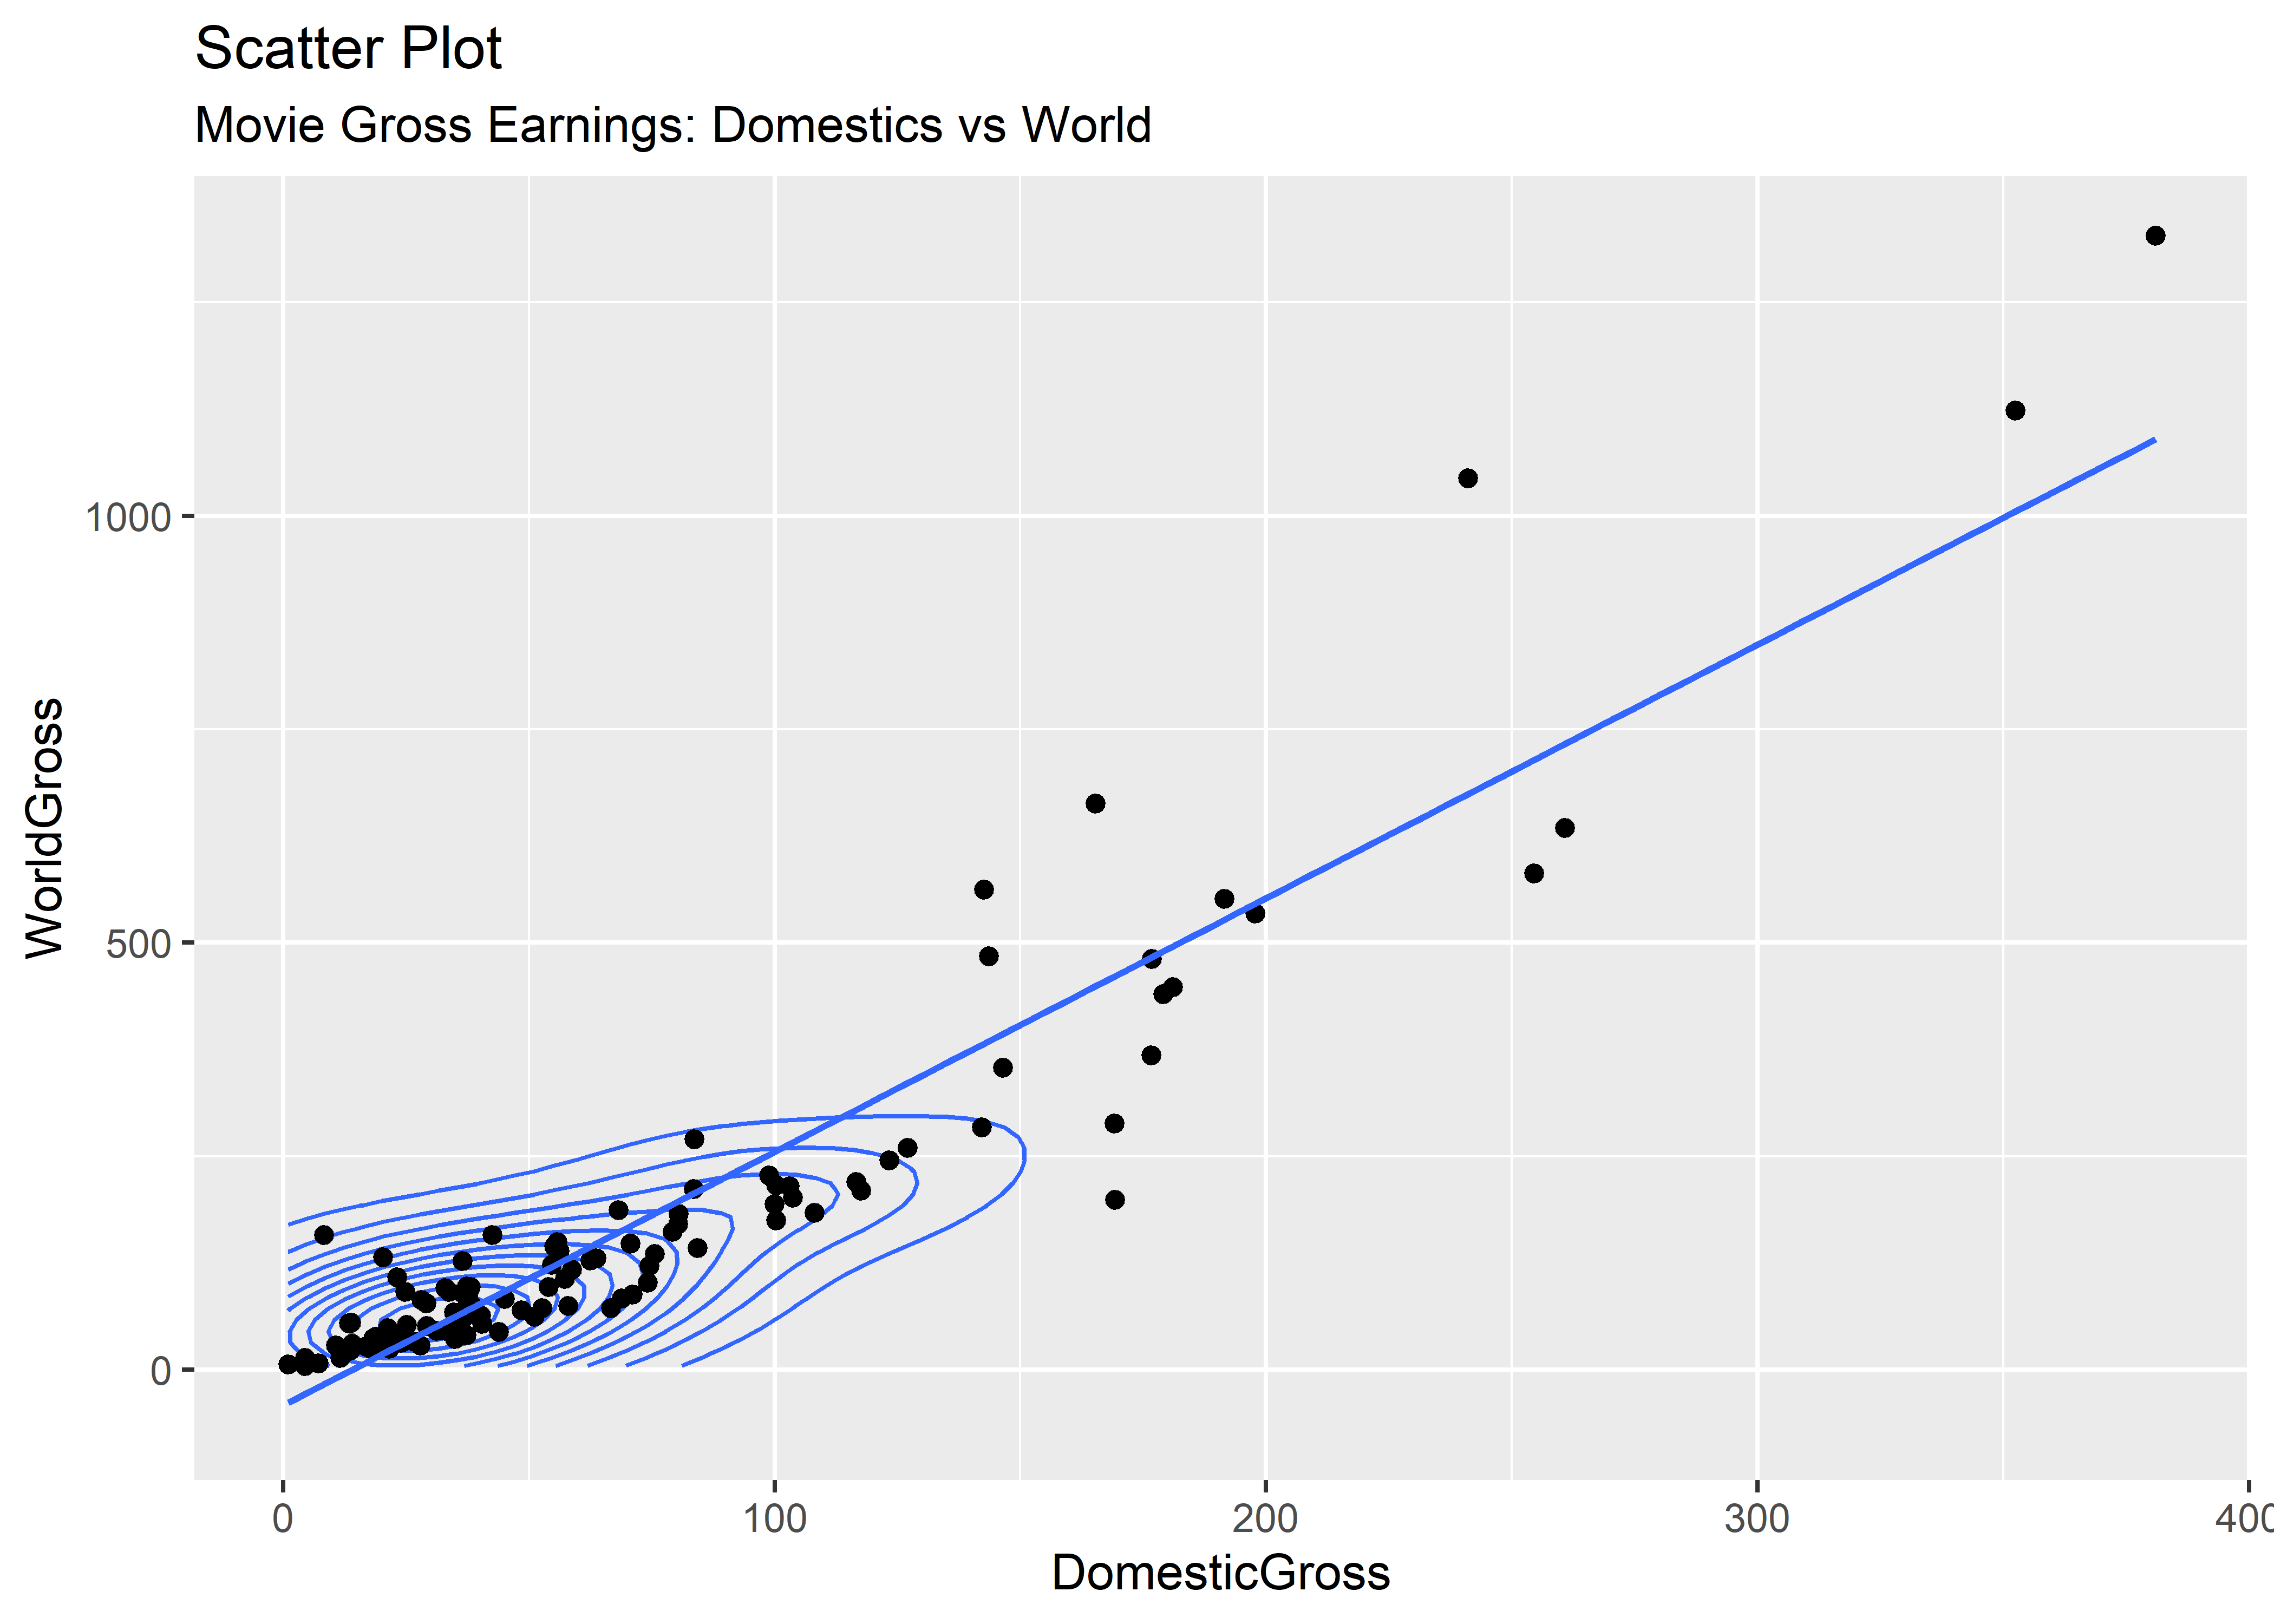 Scatter Plot
Movie Gross Earnings: Domestics vs World
WorldGross
1000
500
0
0 100 200 300 400
DomesticGross